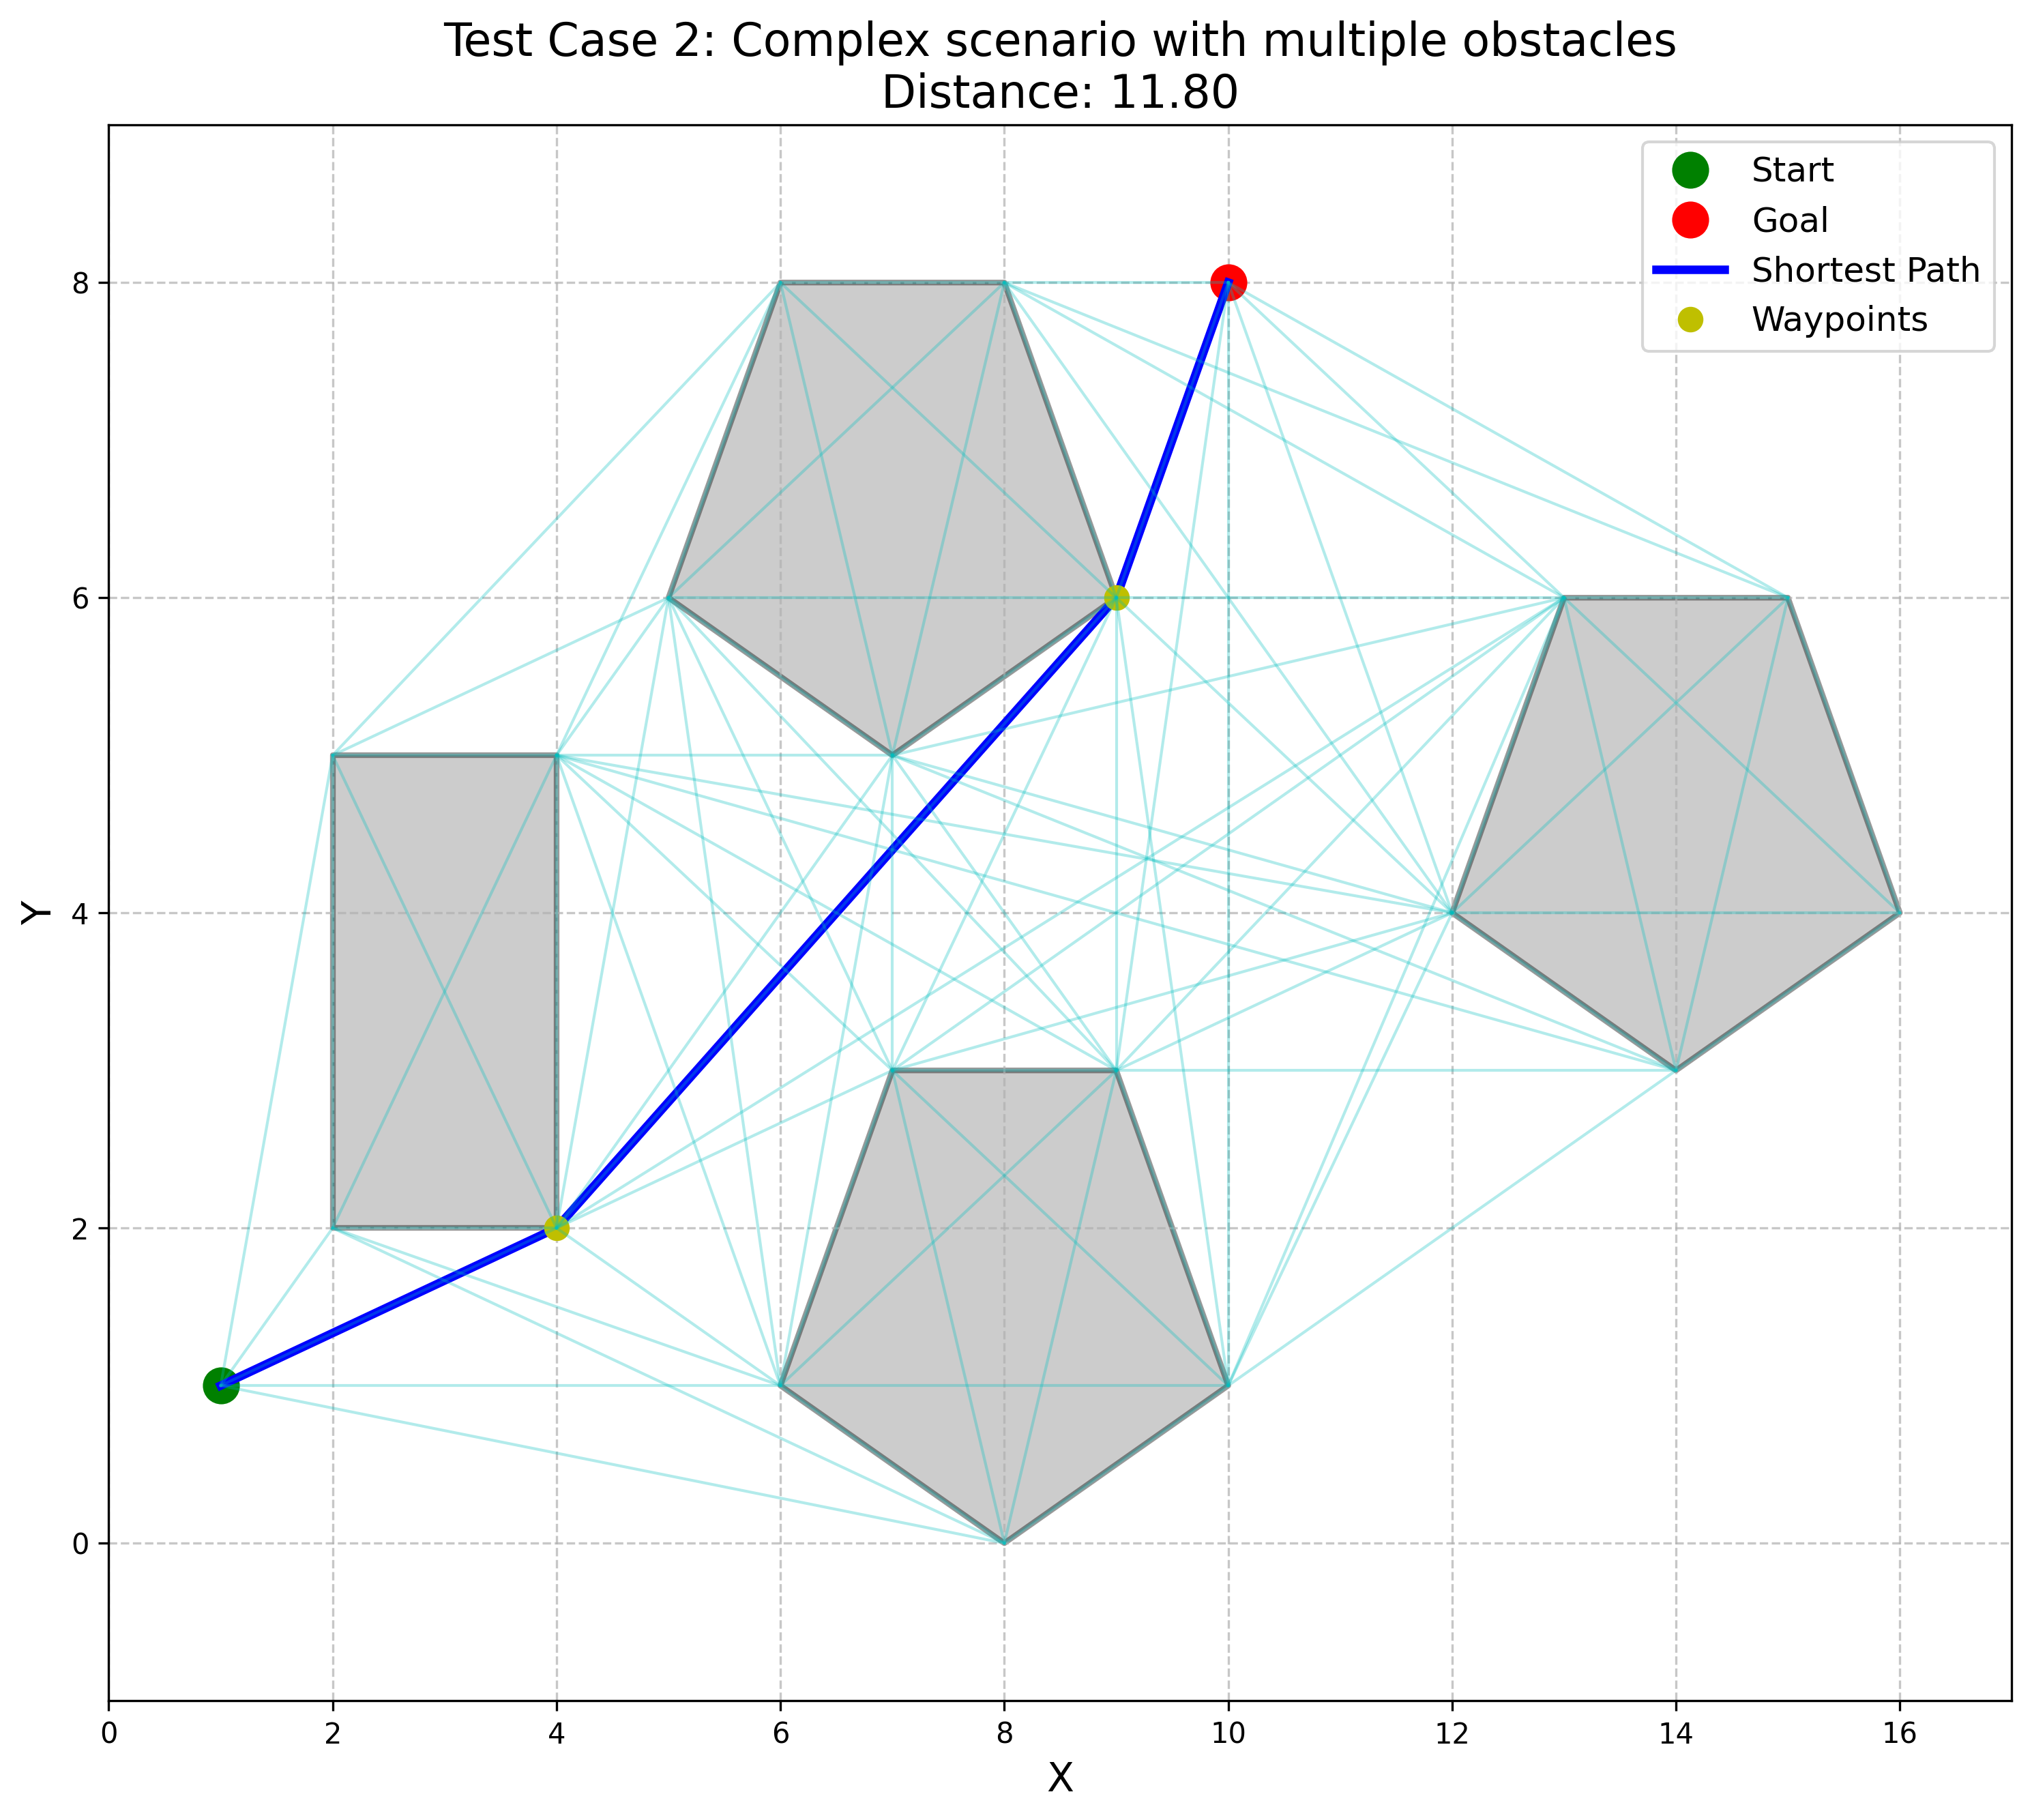 Test Case 2: Complex scenario with multiple obstacles
Distance: 11.80
Start
Goal
Shortest Path
Waypoints
8
6
4
2
0
Y
0 2 4 6 8 10 12 14 16
X